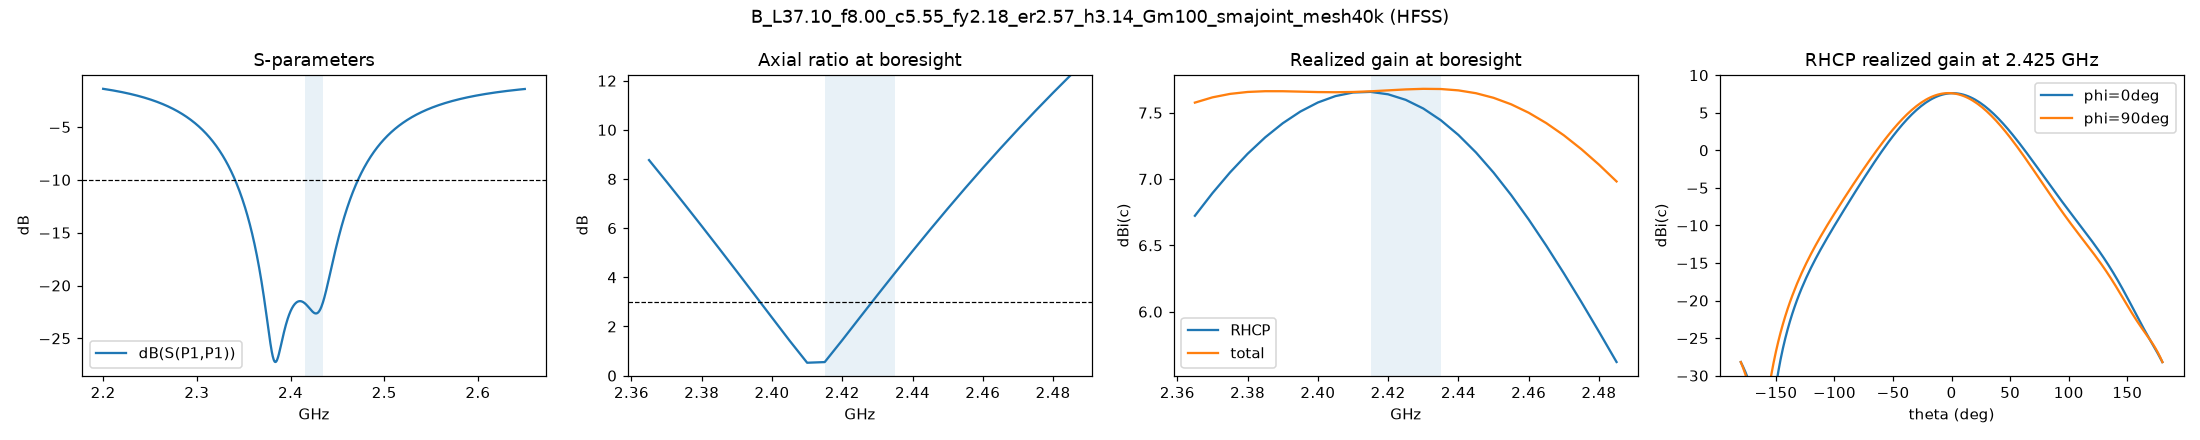 B_L37.10_f8.00_c5.55_fy2.18_er2.57_h3.14_Gm100_smajoint_mesh40k (HFSS)
S-parameters
dB
−5
−10
−15
−20
−25
dB(S(P1,P1))
2.2
2.3
2.4
2.5
2.6
GHz
Axial ratio at boresight
dB
12
10
8
6
4
2
0
2.36
2.38
2.40
2.42
2.44
2.46
2.48
GHz
Realized gain at boresight
dBi(c)
7.5
7.0
6.5
6.0
RHCP
total
2.36
2.38
2.40
2.42
2.44
2.46
2.48
GHz
RHCP realized gain at 2.425 GHz
dBi(c)
10
5
0
−5
−10
−15
−20
−25
−30
phi=0deg
phi=90deg
−150
−100
−50
0
50
100
150
theta (deg)